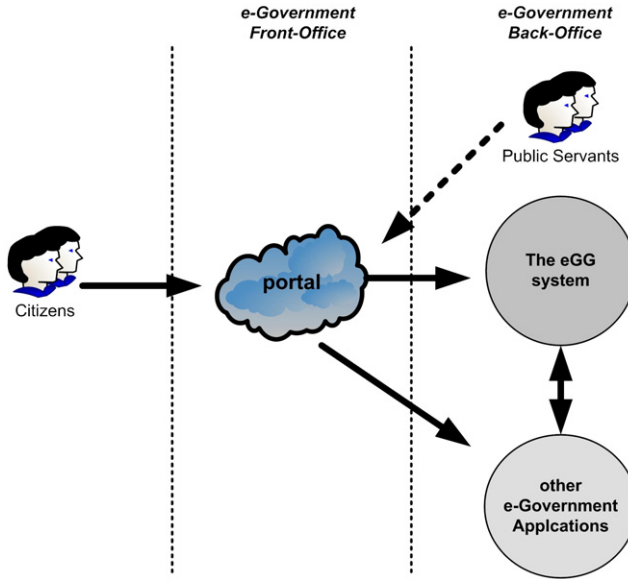 e-Government
Front-Office
e-Government
Back-Office
Public Servants
Citizens
portal
The eGG
system
other
e-Government
Applcations